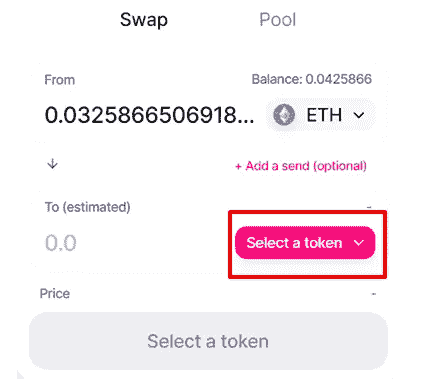 Swap Pool
From Balance: 0.0425866
0.0325866506918... ETH
+ Add a send (optional)
To (estimated) -
0.0 Select a token
Price -
Select a token